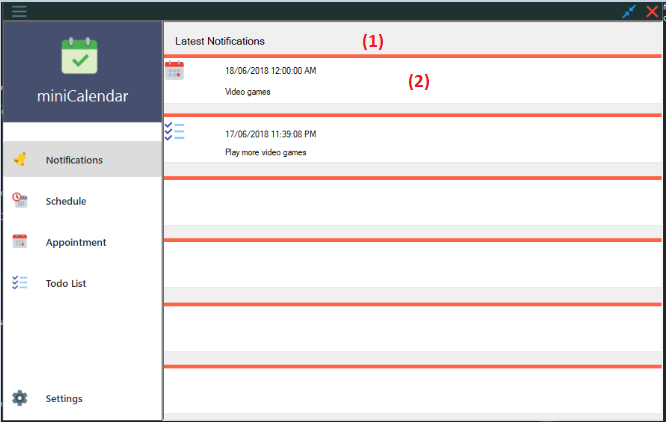 miniCalendar
Notifications
Schedule
Appointment
Todo List
Settings
Latest Notifications
(1)
18/06/2018 12:00:00 AM
(2)
Video games
17/06/2018 11:39:08 PM
Play more video games